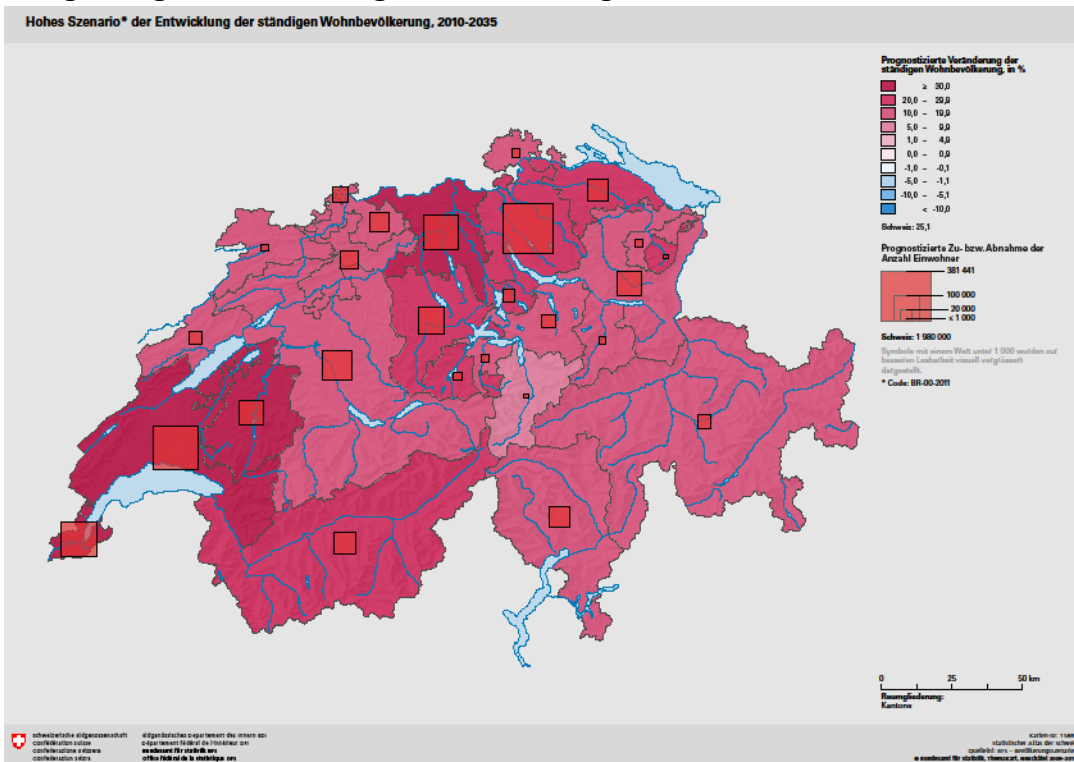 Hohes Szenario* der Entwicklung der ständigen Wohnbevölkerung, 2010-2035
Prognostizierte Veränderung der
ständigen Wohnbevölkerung, in %
≥ 30,0
20,0 – 29,9
10,0 – 19,9
5,0 – 9,9
1,0 – 4,9
0,0 – 0,9
-1,0 – -0,1
-5,0 – -1,1
-10,0 – -5,1
< -10,0
Schweiz: 25,1
Prognostizierte Zu- bzw. Abnahme der
Anzahl Einwohner
381 441
100 000
20 000
≤ 1 000
Schweiz: 1 980 000
Symbole mit einem Wert unter 1 000 wurden zur
besseren Lesbarkeit visuell vergrössert
dargestellt.
* Code: BR-00-2011
0 25 50 km
Raumgliederung:
Kantone
schweizerische eidgenossenschaft
confédération suisse
confederazione svizzera
confederaziun svizra
eidgenössisches departement des innern
département fédéral de l'intérieur
bundesamt für statistik
office fédéral de la statistique
statistischer atlas der schweiz